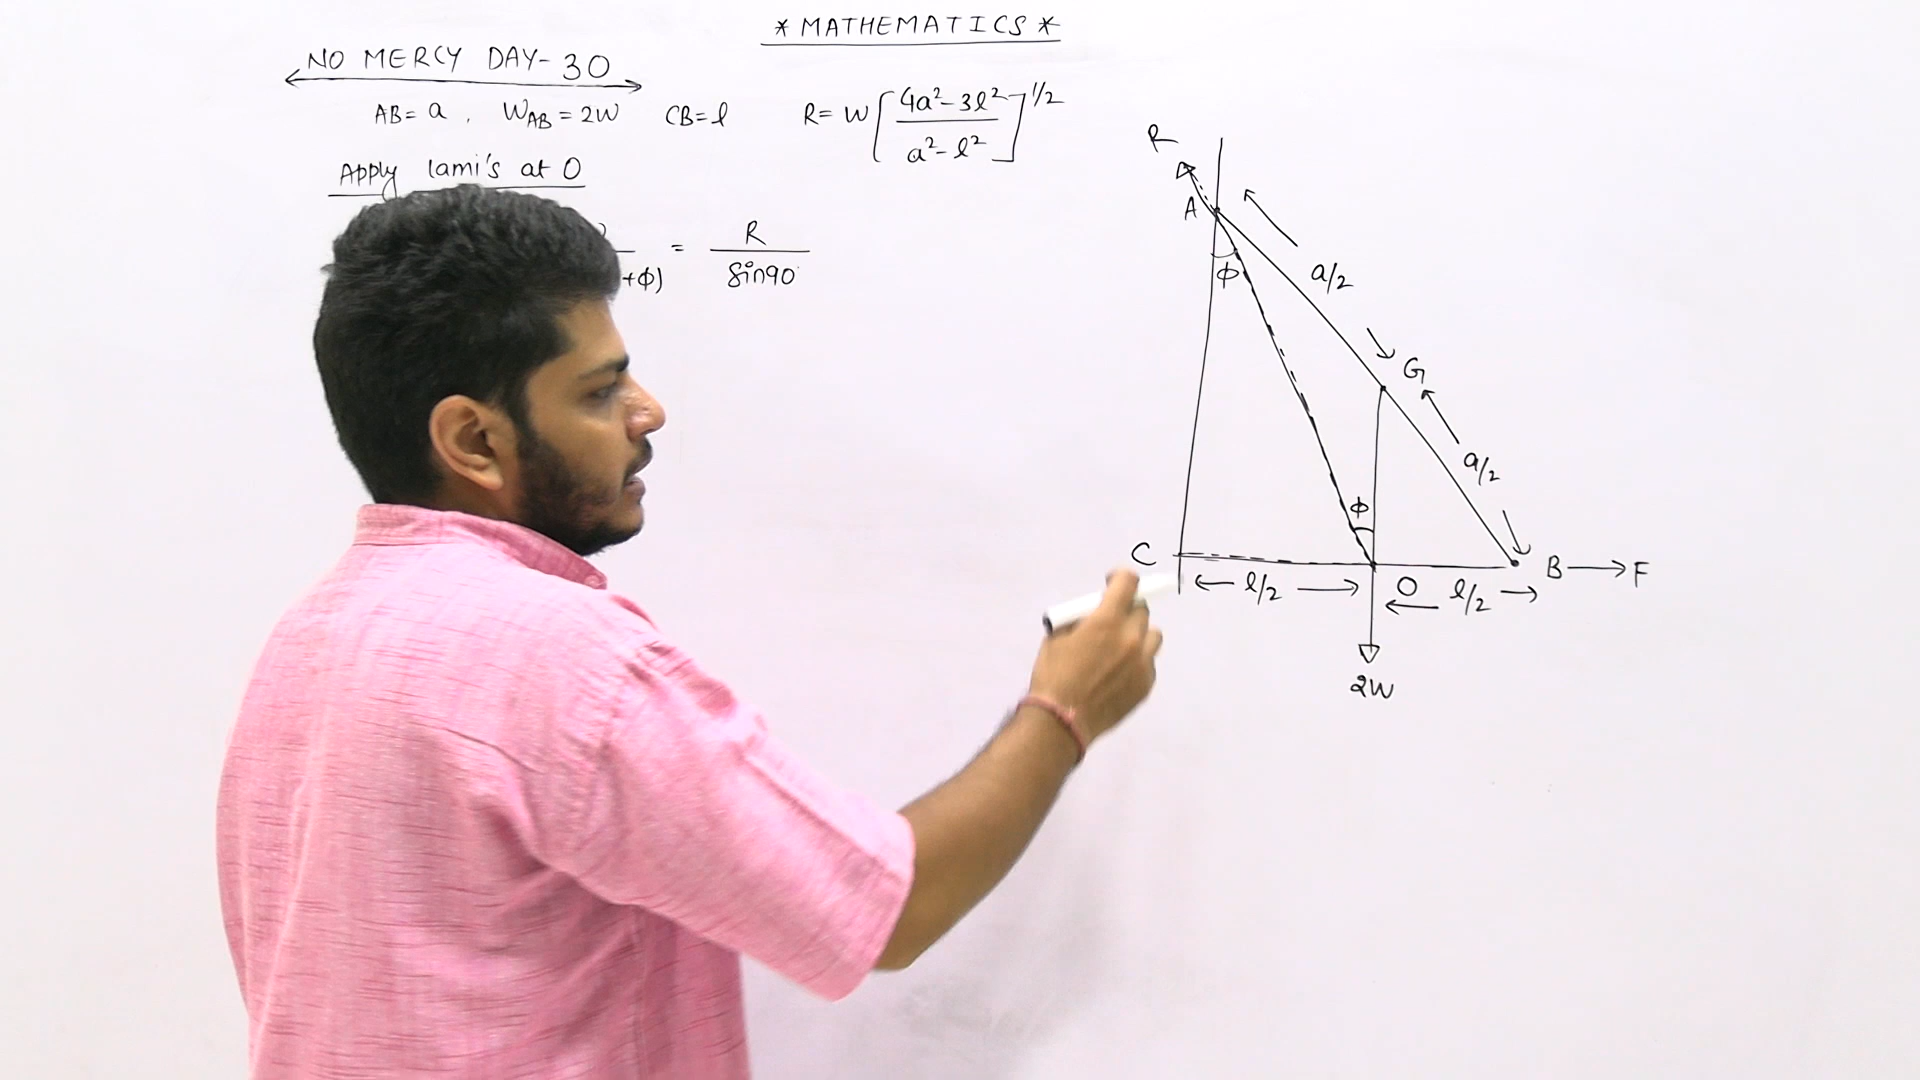 * MATHEMATICS *
NO MERCY DAY-30
AB = a , W_AB = 2W CB = l R = W [ (4a² - 3l²) / (a² - l²) ]^1/2
Apply lami's at O
+ϕ) = R / Sin90
R
A
ϕ
a/2
G
a/2
ϕ
C
l/2
O
l/2
B
F
2W